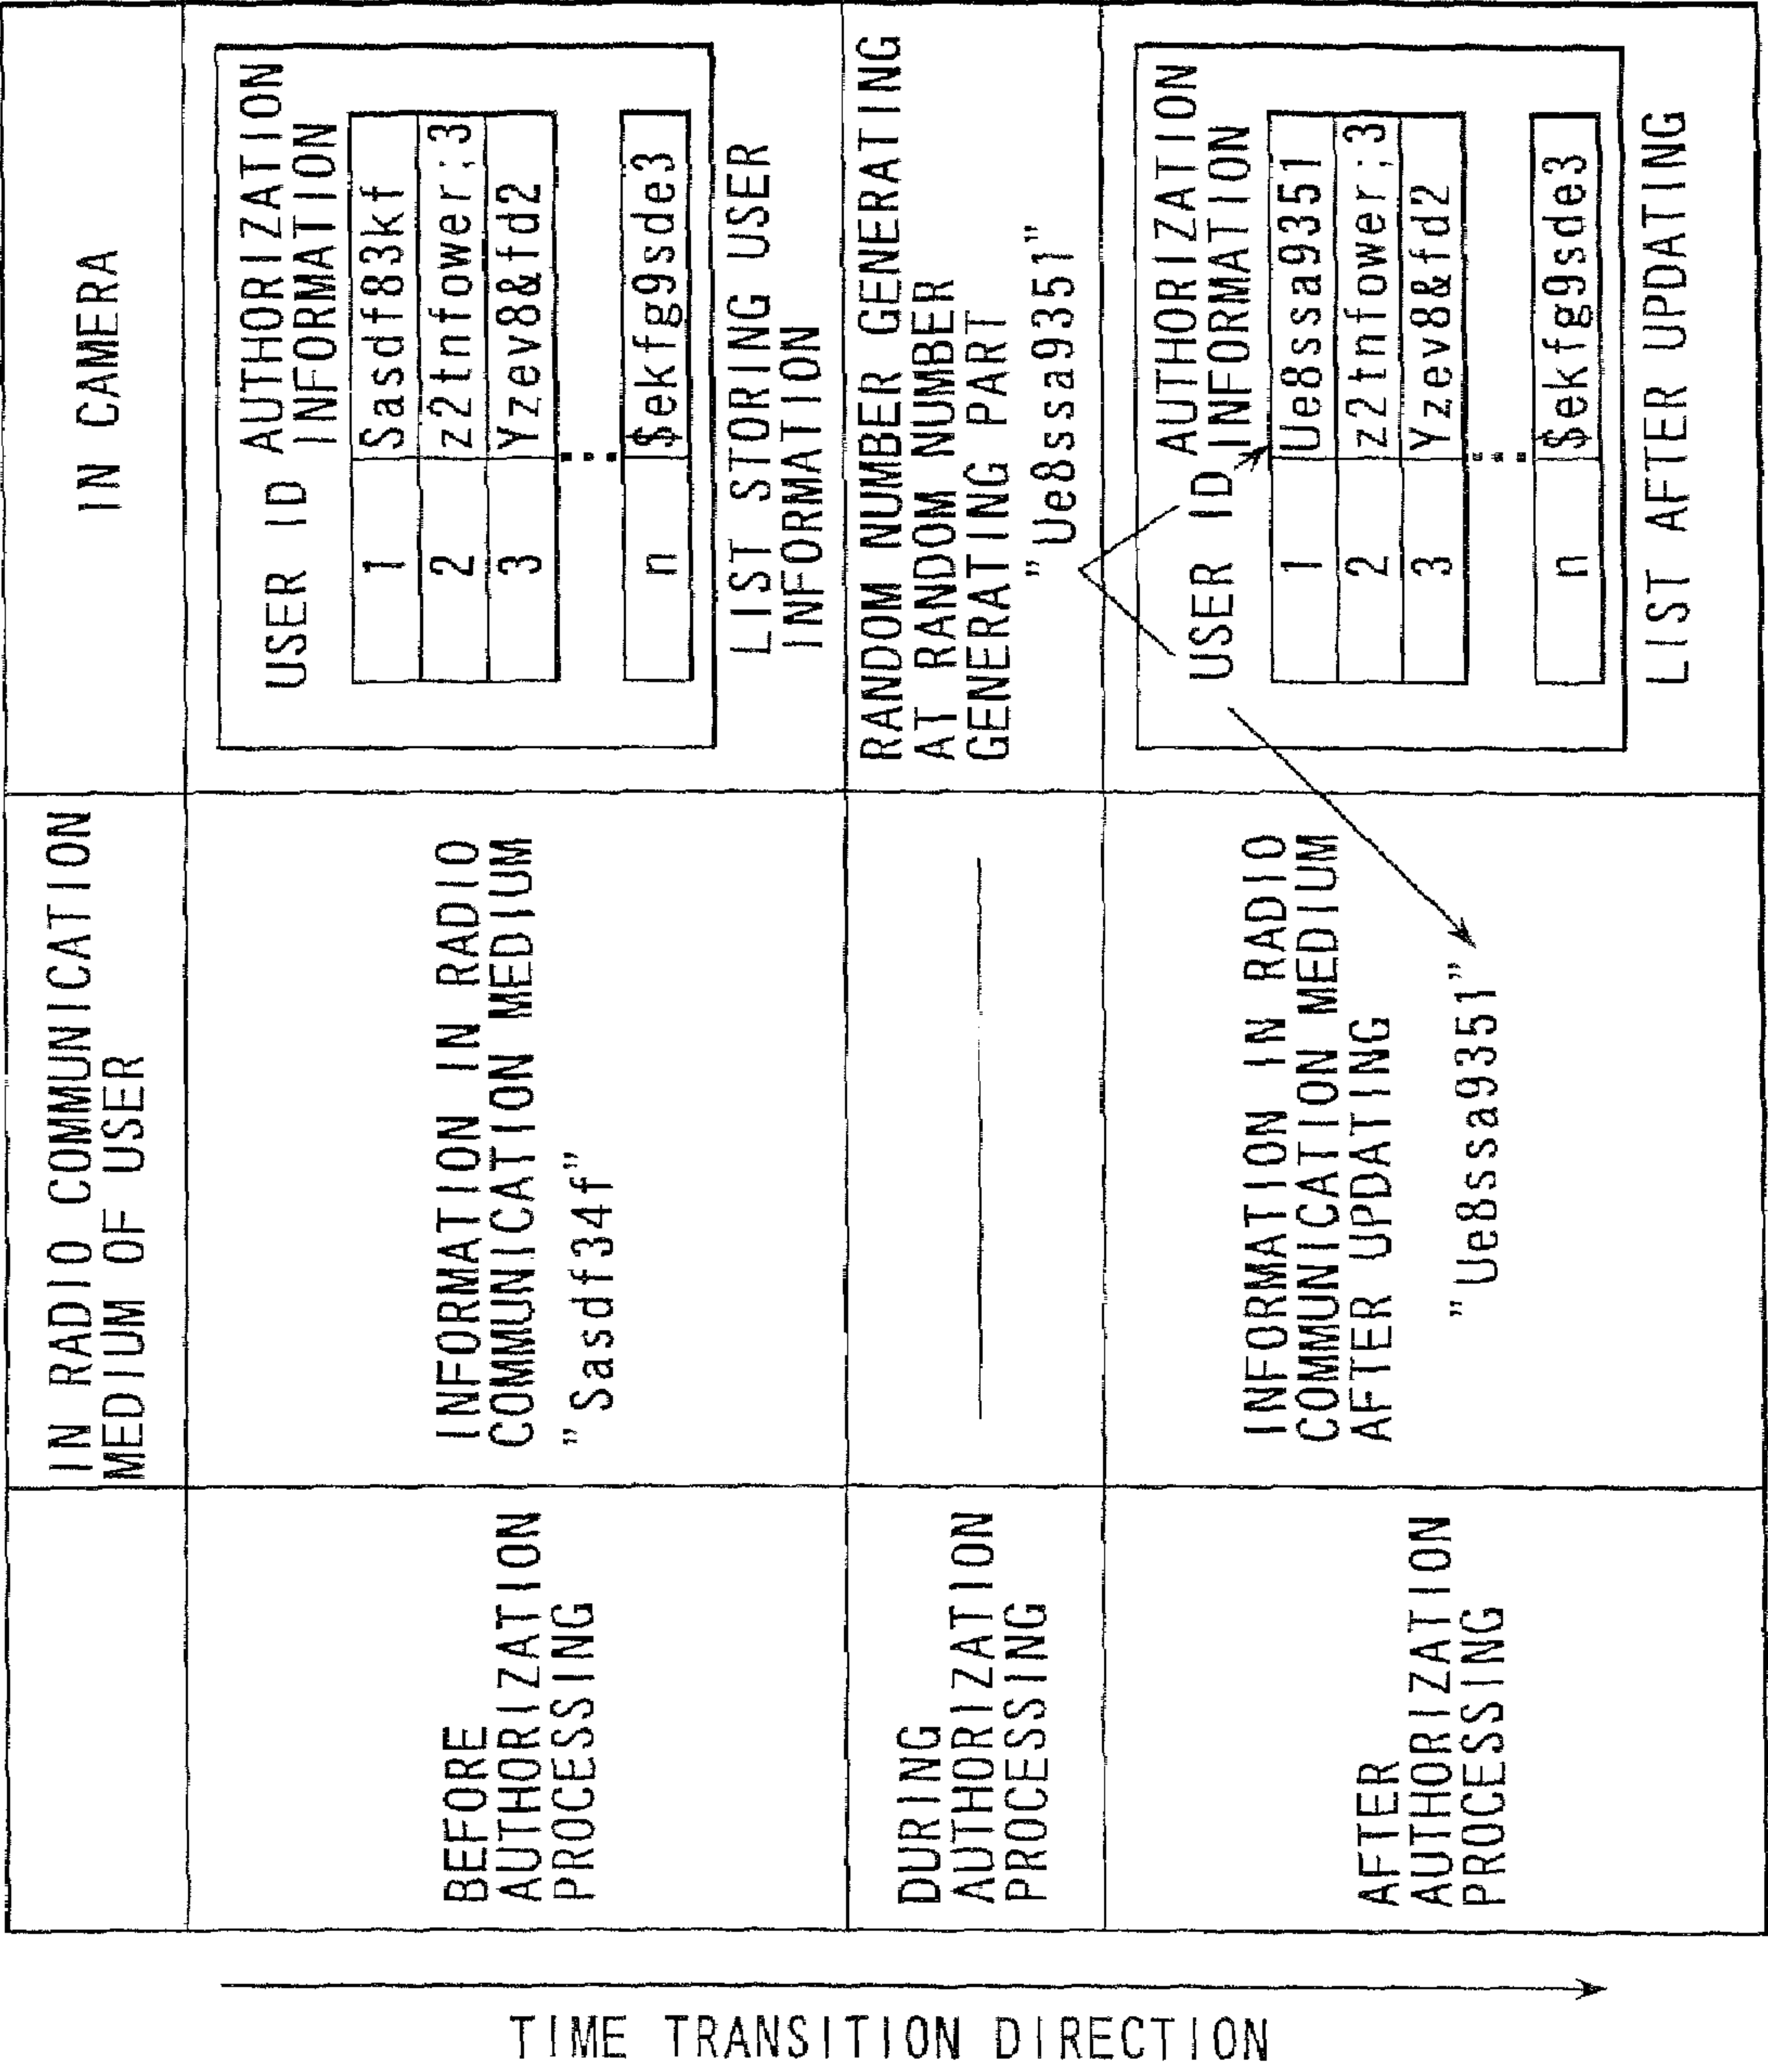 IN RADIO COMMUNICATION
MEDIUM OF USER
IN CAMERA
BEFORE
AUTHORIZATION
PROCESSING
INFORMATION IN RADIO
COMMUNICATION MEDIUM
"Sasdf34f"
USER ID AUTHORIZATION
INFORMATION
1 Sasdf83kf
2 z2tnfower;3
3 Yzev8&fd2
n $ekfg9sde3
LIST STORING USER
INFORMATION
DURING
AUTHORIZATION
PROCESSING
RANDOM NUMBER GENERATING
AT RANDOM NUMBER
GENERATING PART
"Ue8ssa9351"
AFTER
AUTHORIZATION
PROCESSING
INFORMATION IN RADIO
COMMUNICATION MEDIUM
AFTER UPDATING
"Ue8ssa9351"
USER ID AUTHORIZATION
INFORMATION
1 Ue8ssa9351
2 z2tnfower;3
3 Yzev8&fd2
n $ekfg9sde3
LIST AFTER UPDATING
TIME TRANSITION DIRECTION